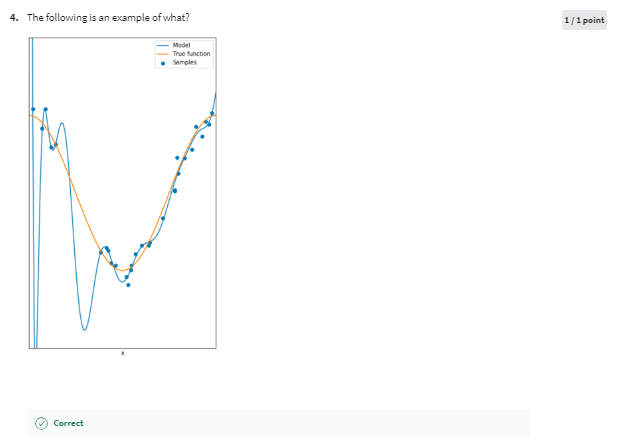 4. The following is an example of what?
1 / 1 point
Model
True function
Samples
x
Correct